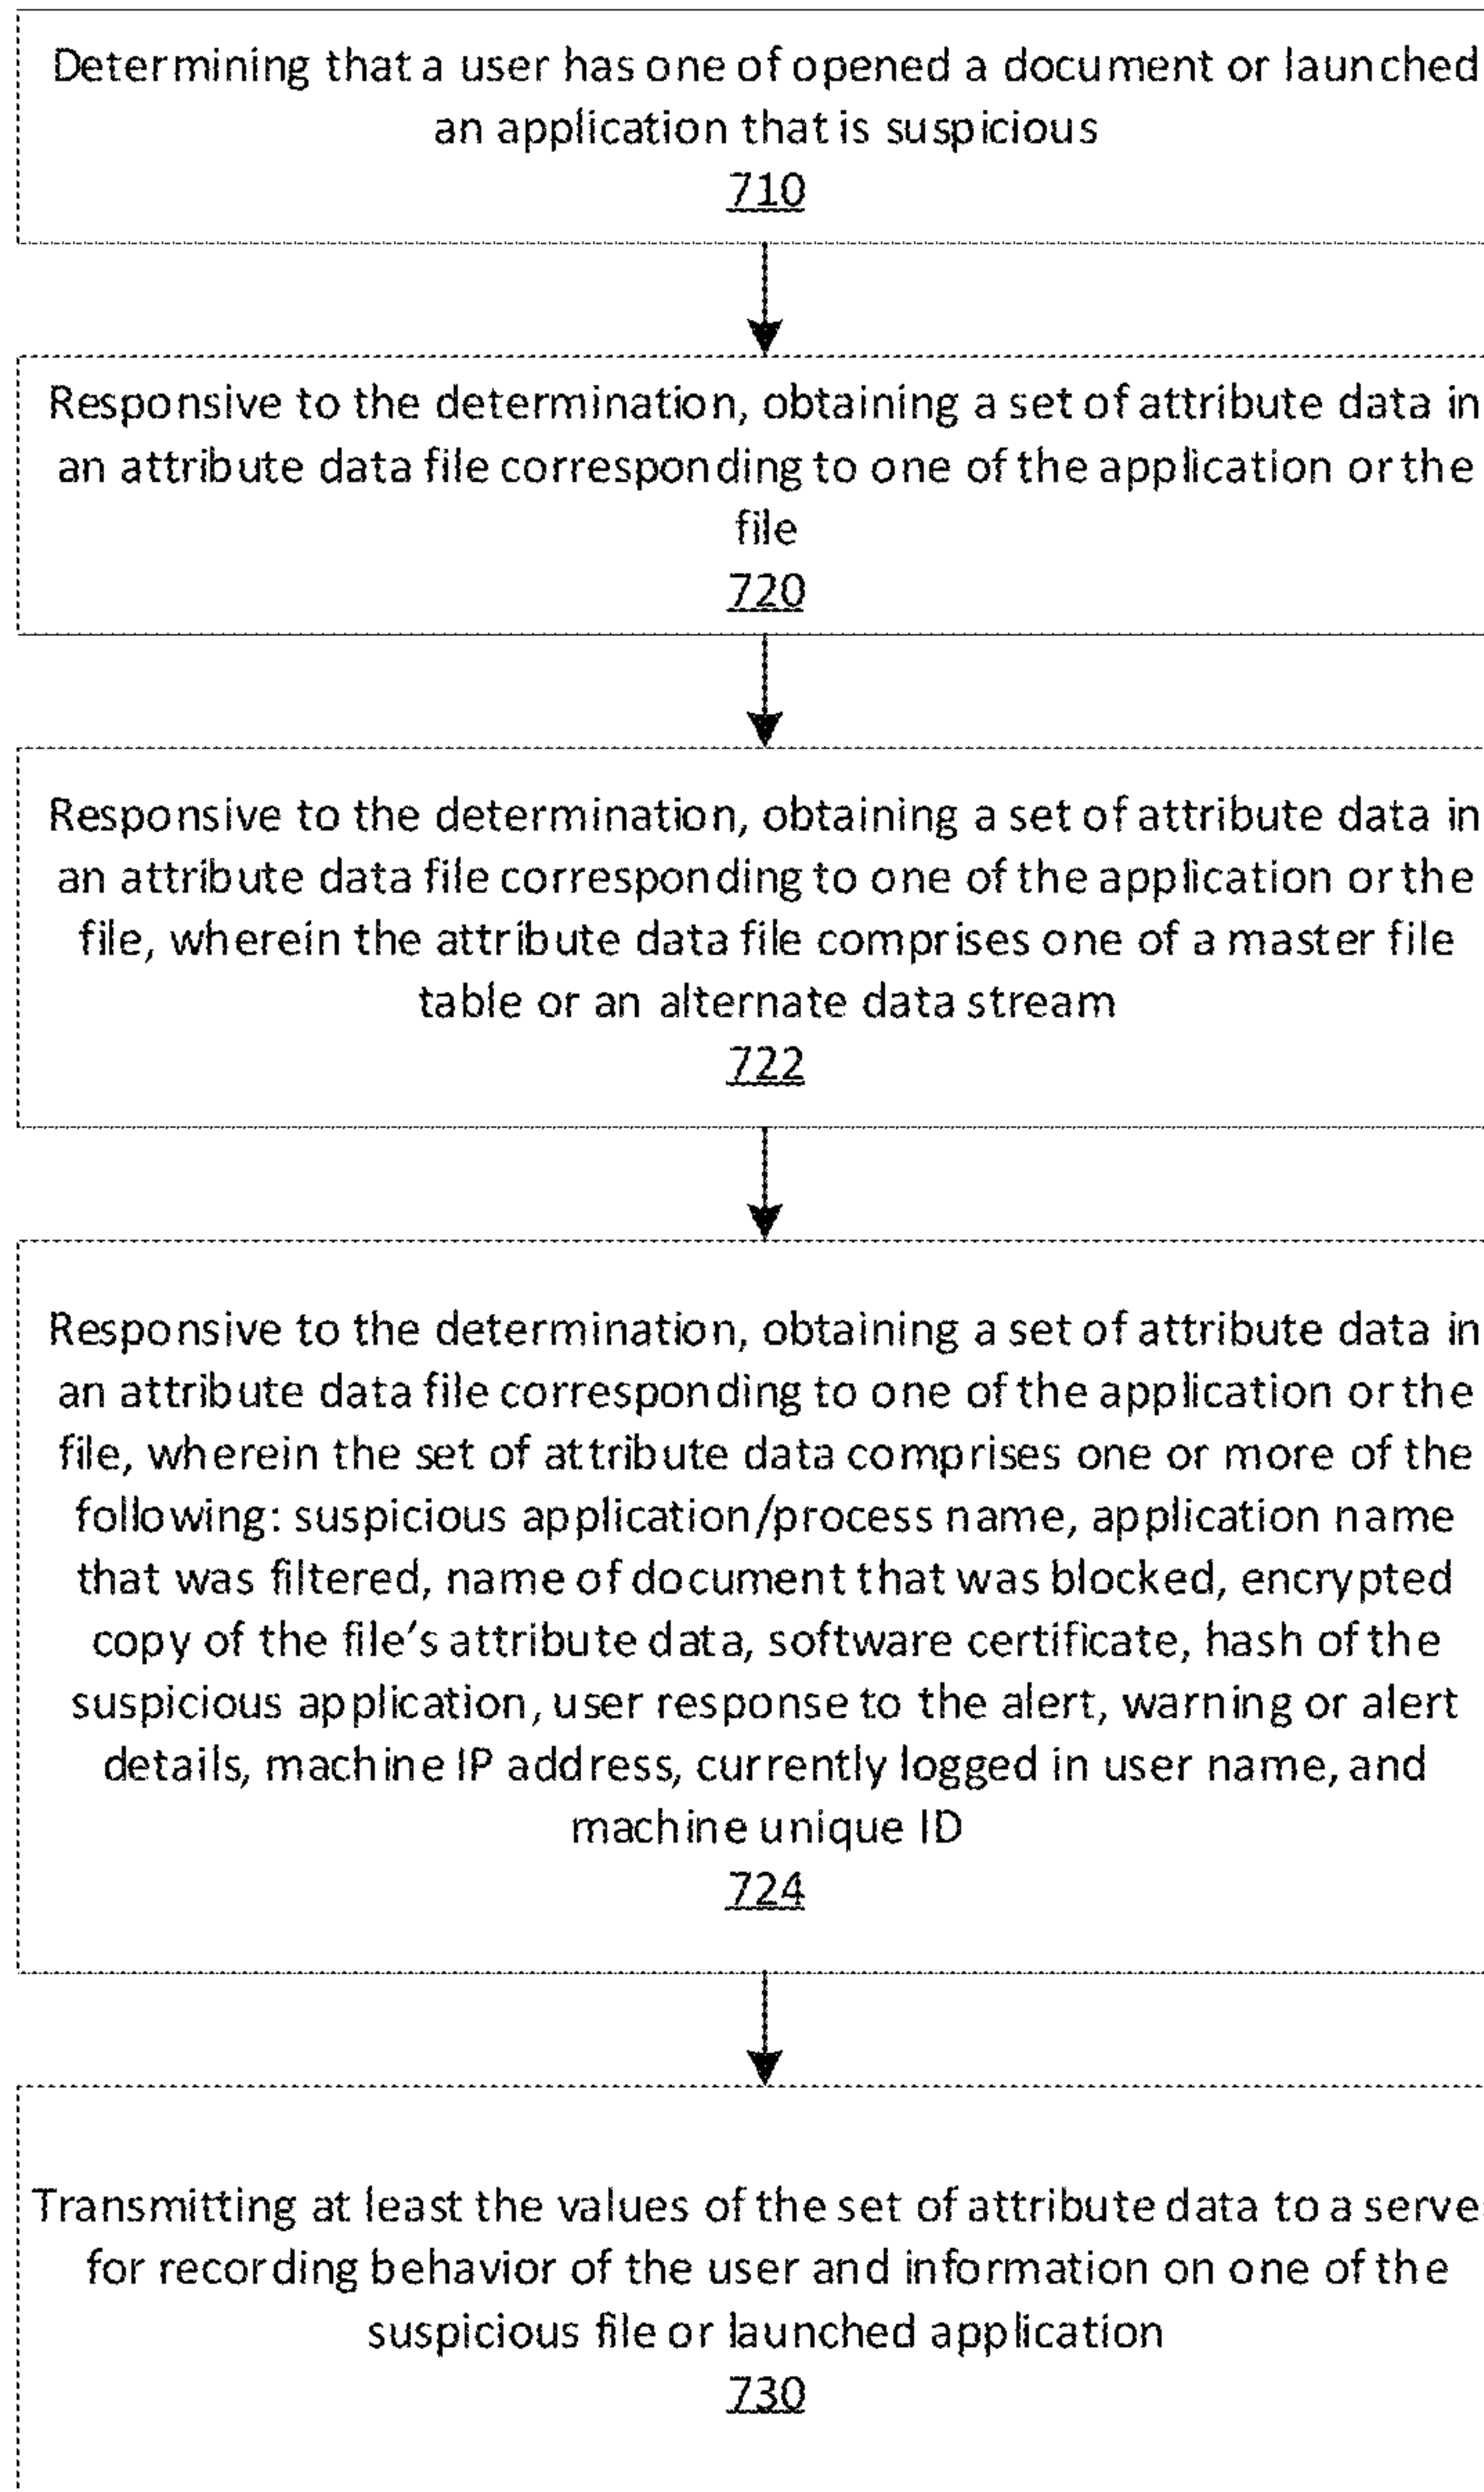 Determining that a user has one of opened a document or launched
an application that is suspicious
710
Responsive to the determination, obtaining a set of attribute data in
an attribute data file corresponding to one of the application or the
file
720
Responsive to the determination, obtaining a set of attribute data in
an attribute data file corresponding to one of the application or the
file, wherein the attribute data file comprises one of a master file
table or an alternate data stream
722
Responsive to the determination, obtaining a set of attribute data in
an attribute data file corresponding to one of the application or the
file, wherein the set of attribute data comprises one or more of the
following: suspicious application/process name, application name
that was filtered, name of document that was blocked, encrypted
copy of the file's attribute data, software certificate, hash of the
suspicious application, user response to the alert, warning or alert
details, machine IP address, currently logged in user name, and
machine unique ID
724
Transmitting at least the values of the set of attribute data to a server
for recording behavior of the user and information on one of the
suspicious file or launched application
730